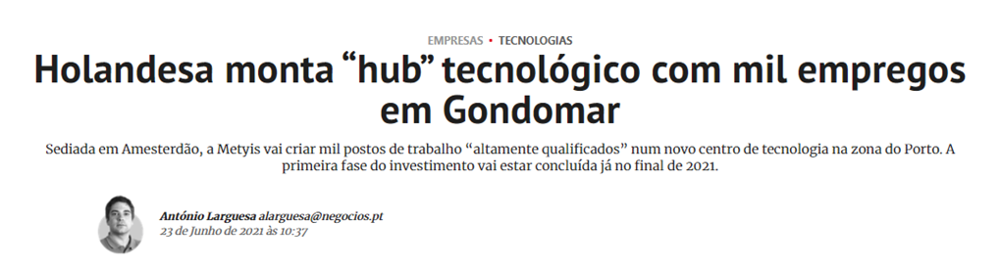 EMPRESAS • TECNOLOGIAS
Holandesa monta “hub” tecnológico com mil empregos
em Gondomar
Sediada em Amesterdão, a Metyis vai criar mil postos de trabalho “altamente qualificados” num novo centro de tecnologia na zona do Porto. A
primeira fase do investimento vai estar concluída já no final de 2021.
António Larguesa alarguesa@negocios.pt
23 de Junho de 2021 às 10:37